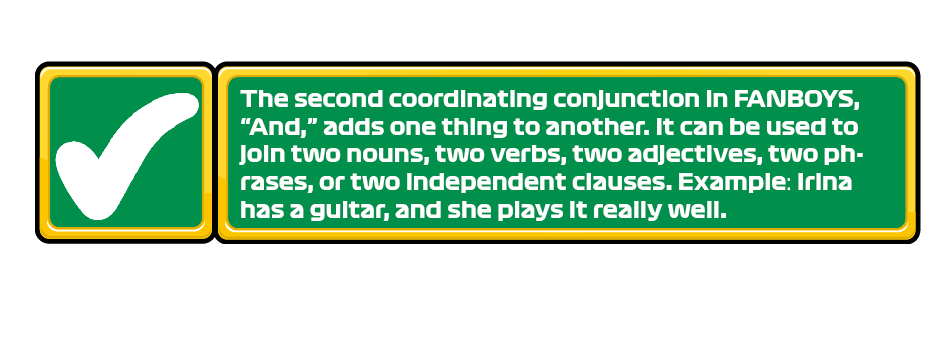 The second coordinating conjunction in FANBOYS,
“And,” adds one thing to another. It can be used to
join two nouns, two verbs, two adjectives, two ph-
rases, or two independent clauses. Example: Irina
has a guitar, and she plays it really well.